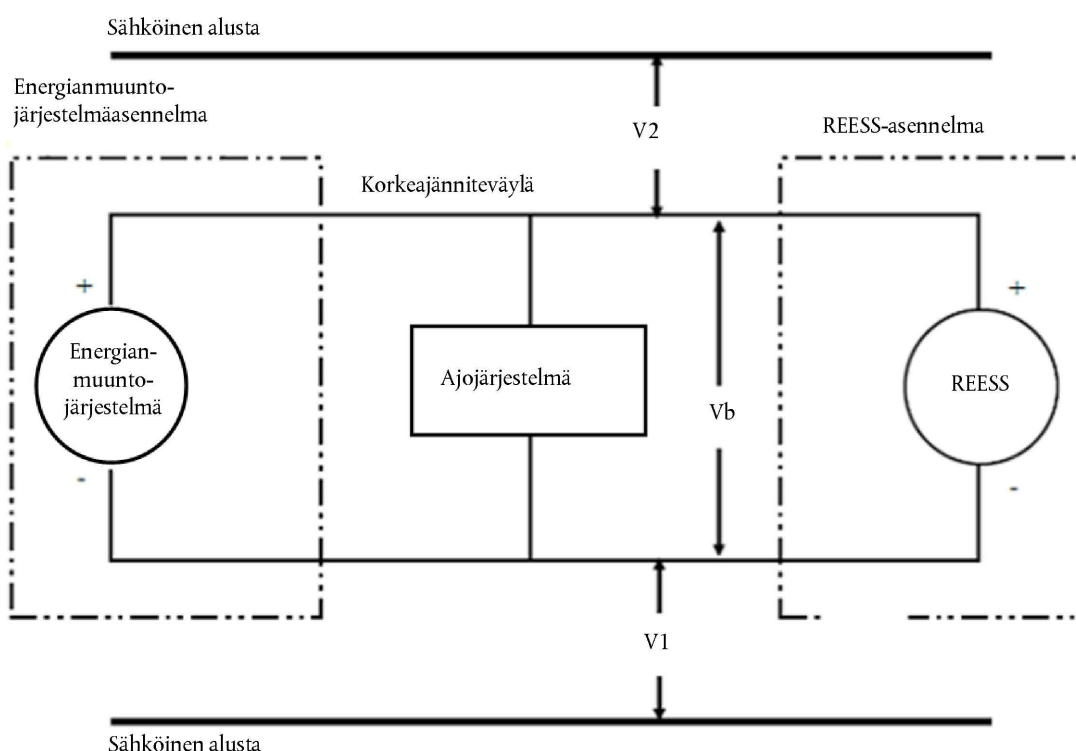 Sähköinen alusta
Energianmuunto-
järjestelmäasennelma
V2
REESS-asennelma
Korkeajänniteväylä
+
+
Energian-
muunto-
järjestelmä
Ajojärjestelmä
REESS
Vb
-
-
V1
Sähköinen alusta